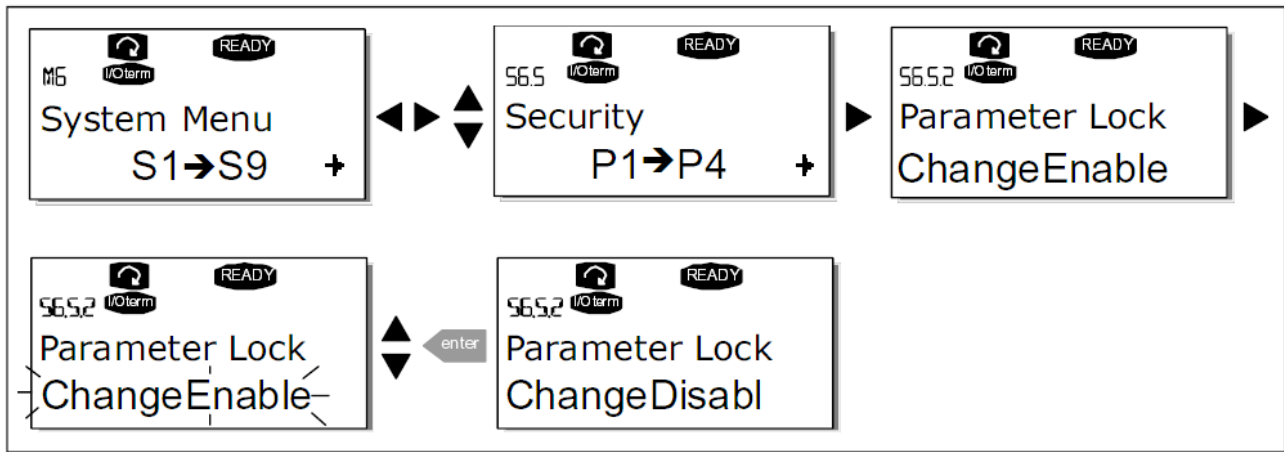 READY
M6 I/Oterm
System Menu
S1➔S9
READY
S6.5 I/Oterm
Security
P1➔P4
READY
S6.5.2 I/Oterm
Parameter Lock
ChangeEnable
READY
S6.5.2 I/Oterm
Parameter Lock
ChangeEnable
enter
READY
S6.5.2 I/Oterm
Parameter Lock
ChangeDisabl